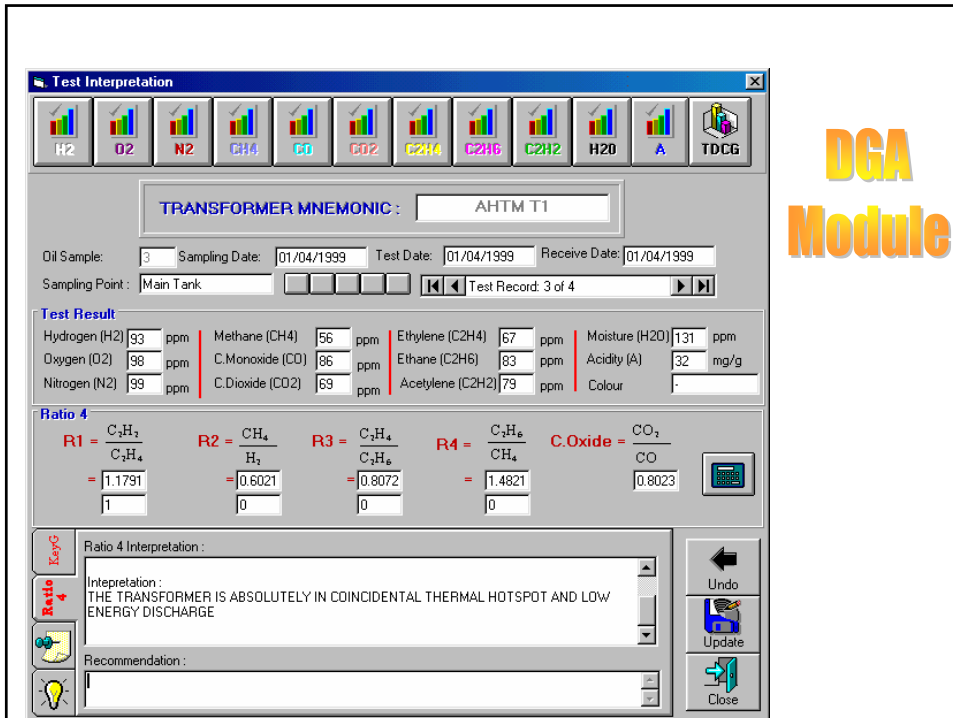 Test Interpretation
H2 O2 N2 CH4 CO CO2 C2H4 C2H6 C2H2 H20 A TDCG
DGA
Module
TRANSFORMER MNEMONIC : AHTM T1
Oil Sample: 3 Sampling Date: 01/04/1999 Test Date: 01/04/1999 Receive Date: 01/04/1999
Sampling Point : Main Tank Test Record: 3 of 4
Test Result
Hydrogen (H2) 93 ppm Methane (CH4) 56 ppm Ethylene (C2H4) 67 ppm Moisture (H2O) 131 ppm
Oxygen (O2) 98 ppm C.Monoxide (CO) 86 ppm Ethane (C2H6) 83 ppm Acidity (A) 32 mg/g
Nitrogen (N2) 99 ppm C.Dioxide (CO2) 69 ppm Acetylene (C2H2) 79 ppm Colour -
Ratio 4
R1 = C₂H₂ / C₂H₄ R2 = CH₄ / H₂ R3 = C₂H₄ / C₂H₆ R4 = C₂H₆ / CH₄ C.Oxide = CO₂ / CO
= 1.1791 = 0.6021 = 0.8072 = 1.4821 0.8023
1 0 0 0
KeyG
Ratio 4
Ratio 4 Interpretation :
Intepretation :
THE TRANSFORMER IS ABSOLUTELY IN COINCIDENTAL THERMAL HOTSPOT AND LOW
ENERGY DISCHARGE
Recommendation :
Undo
Update
Close